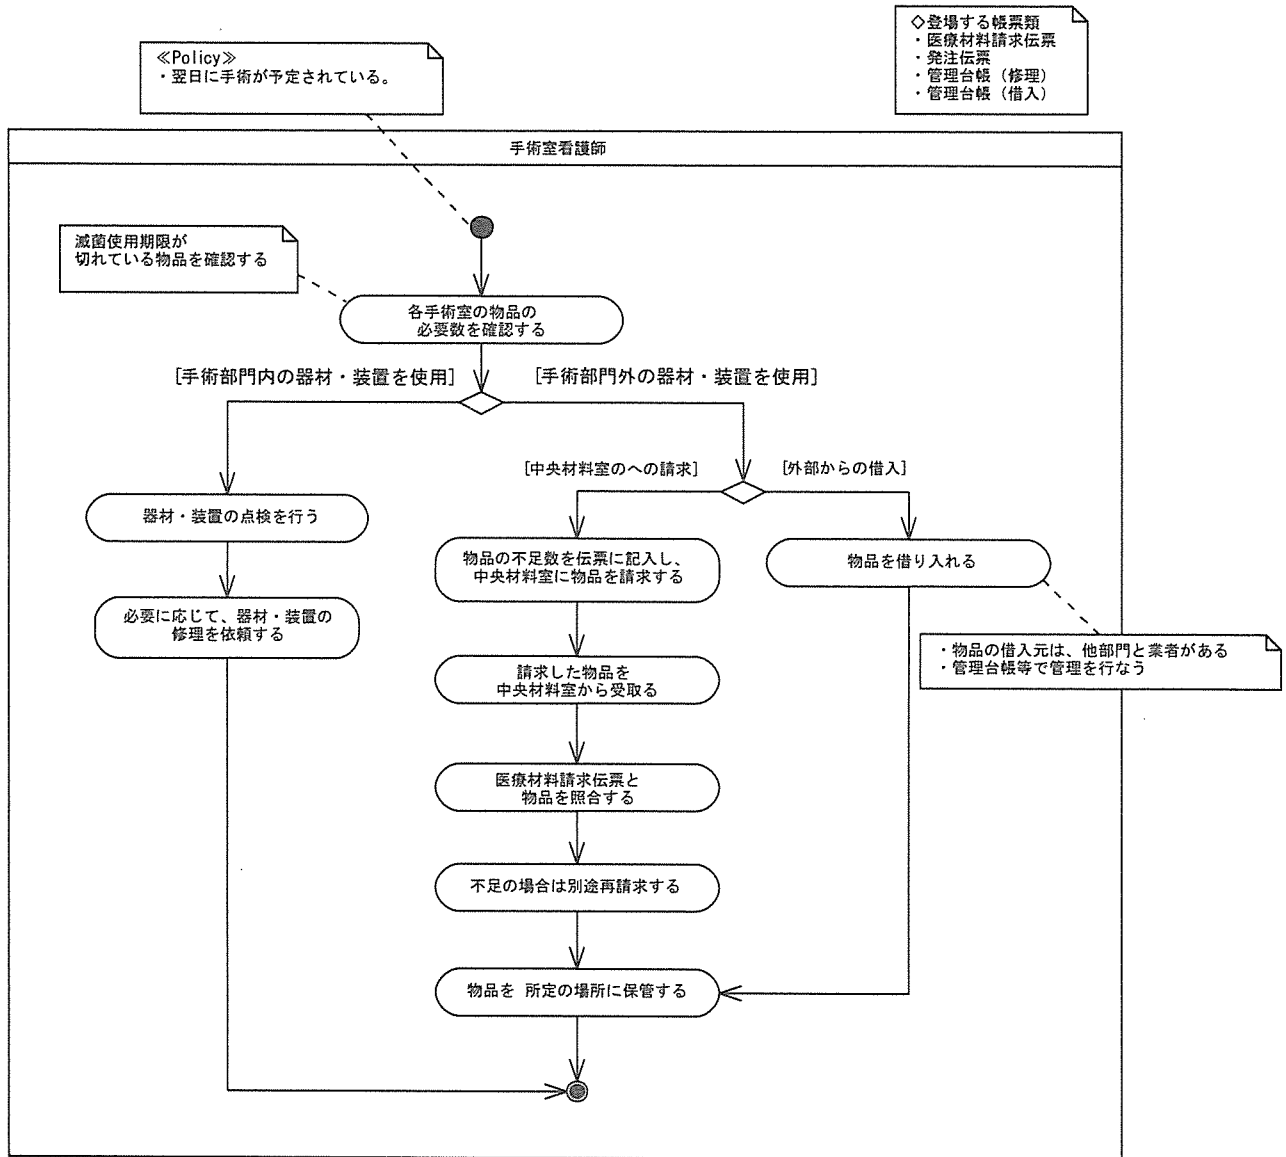 ◇登場する帳票類
・医療材料請求伝票
・発注伝票
・管理台帳（修理）
・管理台帳（借入）
≪Policy≫
・翌日に手術が予定されている。
手術室看護師
滅菌使用期限が
切れている物品を確認する
各手術室の物品の
必要数を確認する
[手術部門内の器材・装置を使用]
[手術部門外の器材・装置を使用]
[中央材料室のへの請求]
[外部からの借入]
器材・装置の点検を行う
物品の不足数を伝票に記入し、
中央材料室に物品を請求する
物品を借り入れる
必要に応じて、器材・装置の
修理を依頼する
・物品の借入元は、他部門と業者がある
・管理台帳等で管理を行なう
請求した物品を
中央材料室から受取る
医療材料請求伝票と
物品を照合する
不足の場合は別途再請求する
物品を 所定の場所に保管する